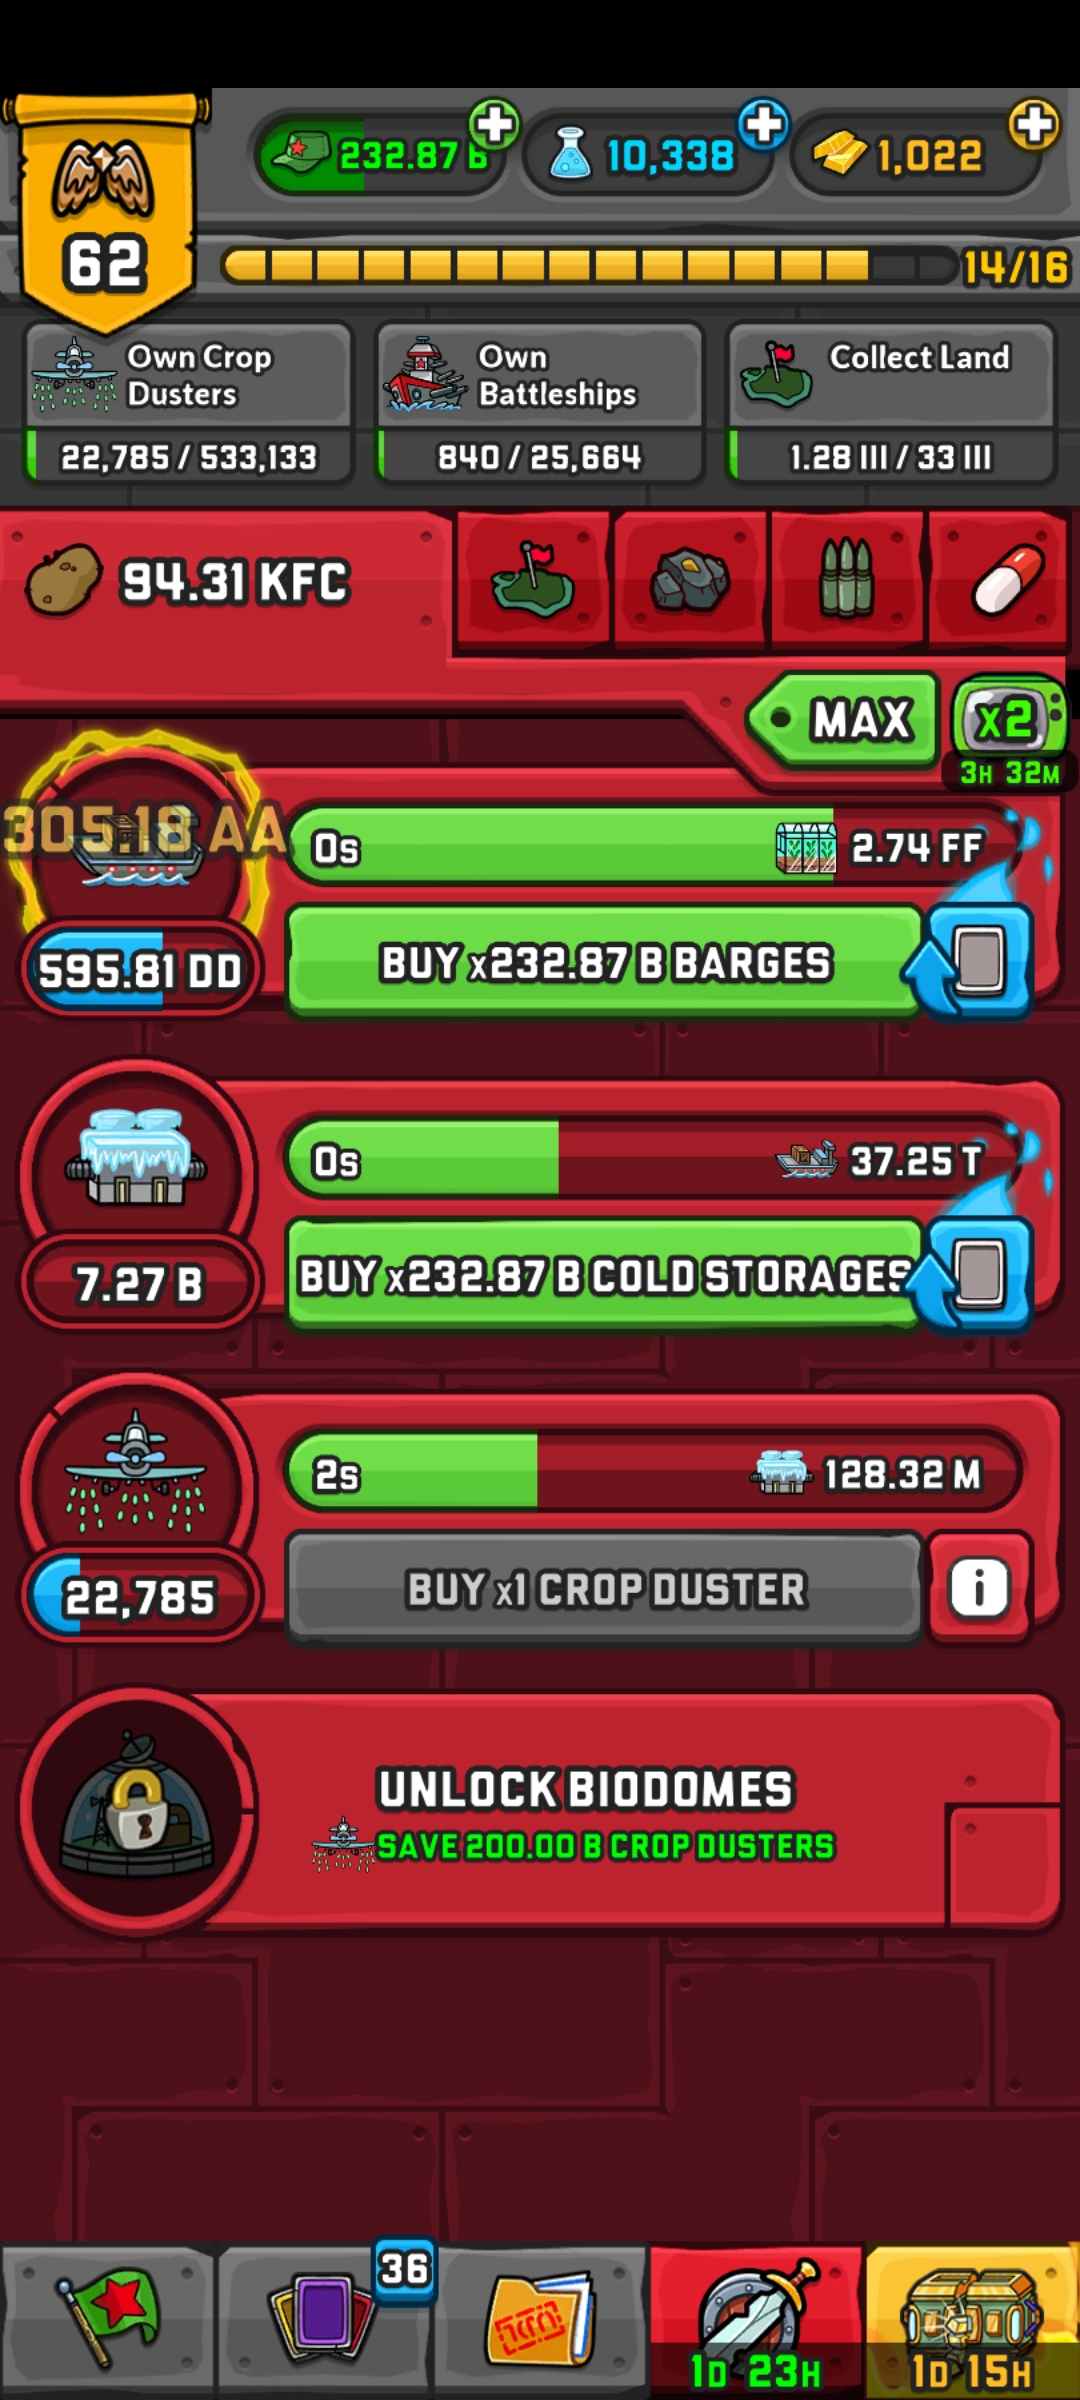 232.87 B
10,338
1,022
62
14/16
Own Crop
Dusters
22,785 / 533,133
Own
Battleships
840 / 25,664
Collect Land
1.28 III / 33 III
94.31 KFC
MAX
x2
3H 32M
305.18 AA
0s
2.74 FF
595.81 DD
BUY x232.87 B BARGES
0s
37.25 T
7.27 B
BUY x232.87 B COLD STORAGES
2s
128.32 M
22,785
BUY x1 CROP DUSTER
i
UNLOCK BIODOMES
SAVE 200.00 B CROP DUSTERS
36
1D 23H
1D 15H